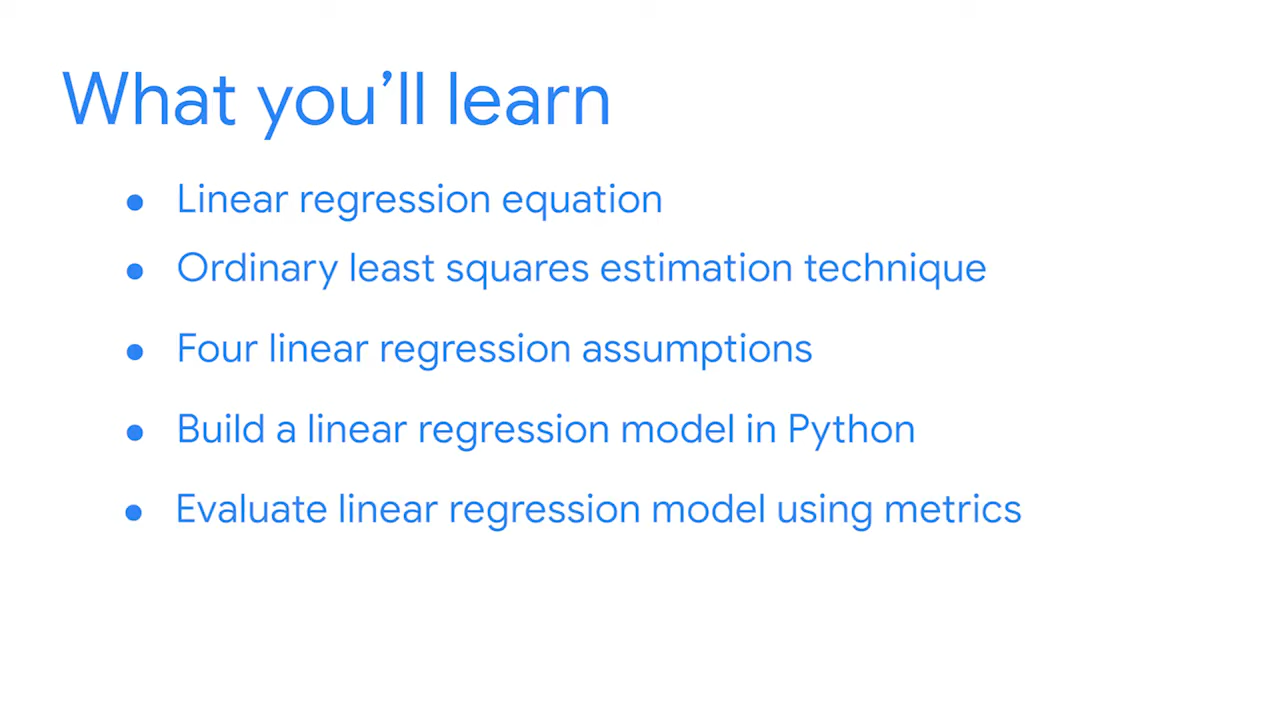 What you’ll learn
• Linear regression equation
• Ordinary least squares estimation technique
• Four linear regression assumptions
• Build a linear regression model in Python
• Evaluate linear regression model using metrics